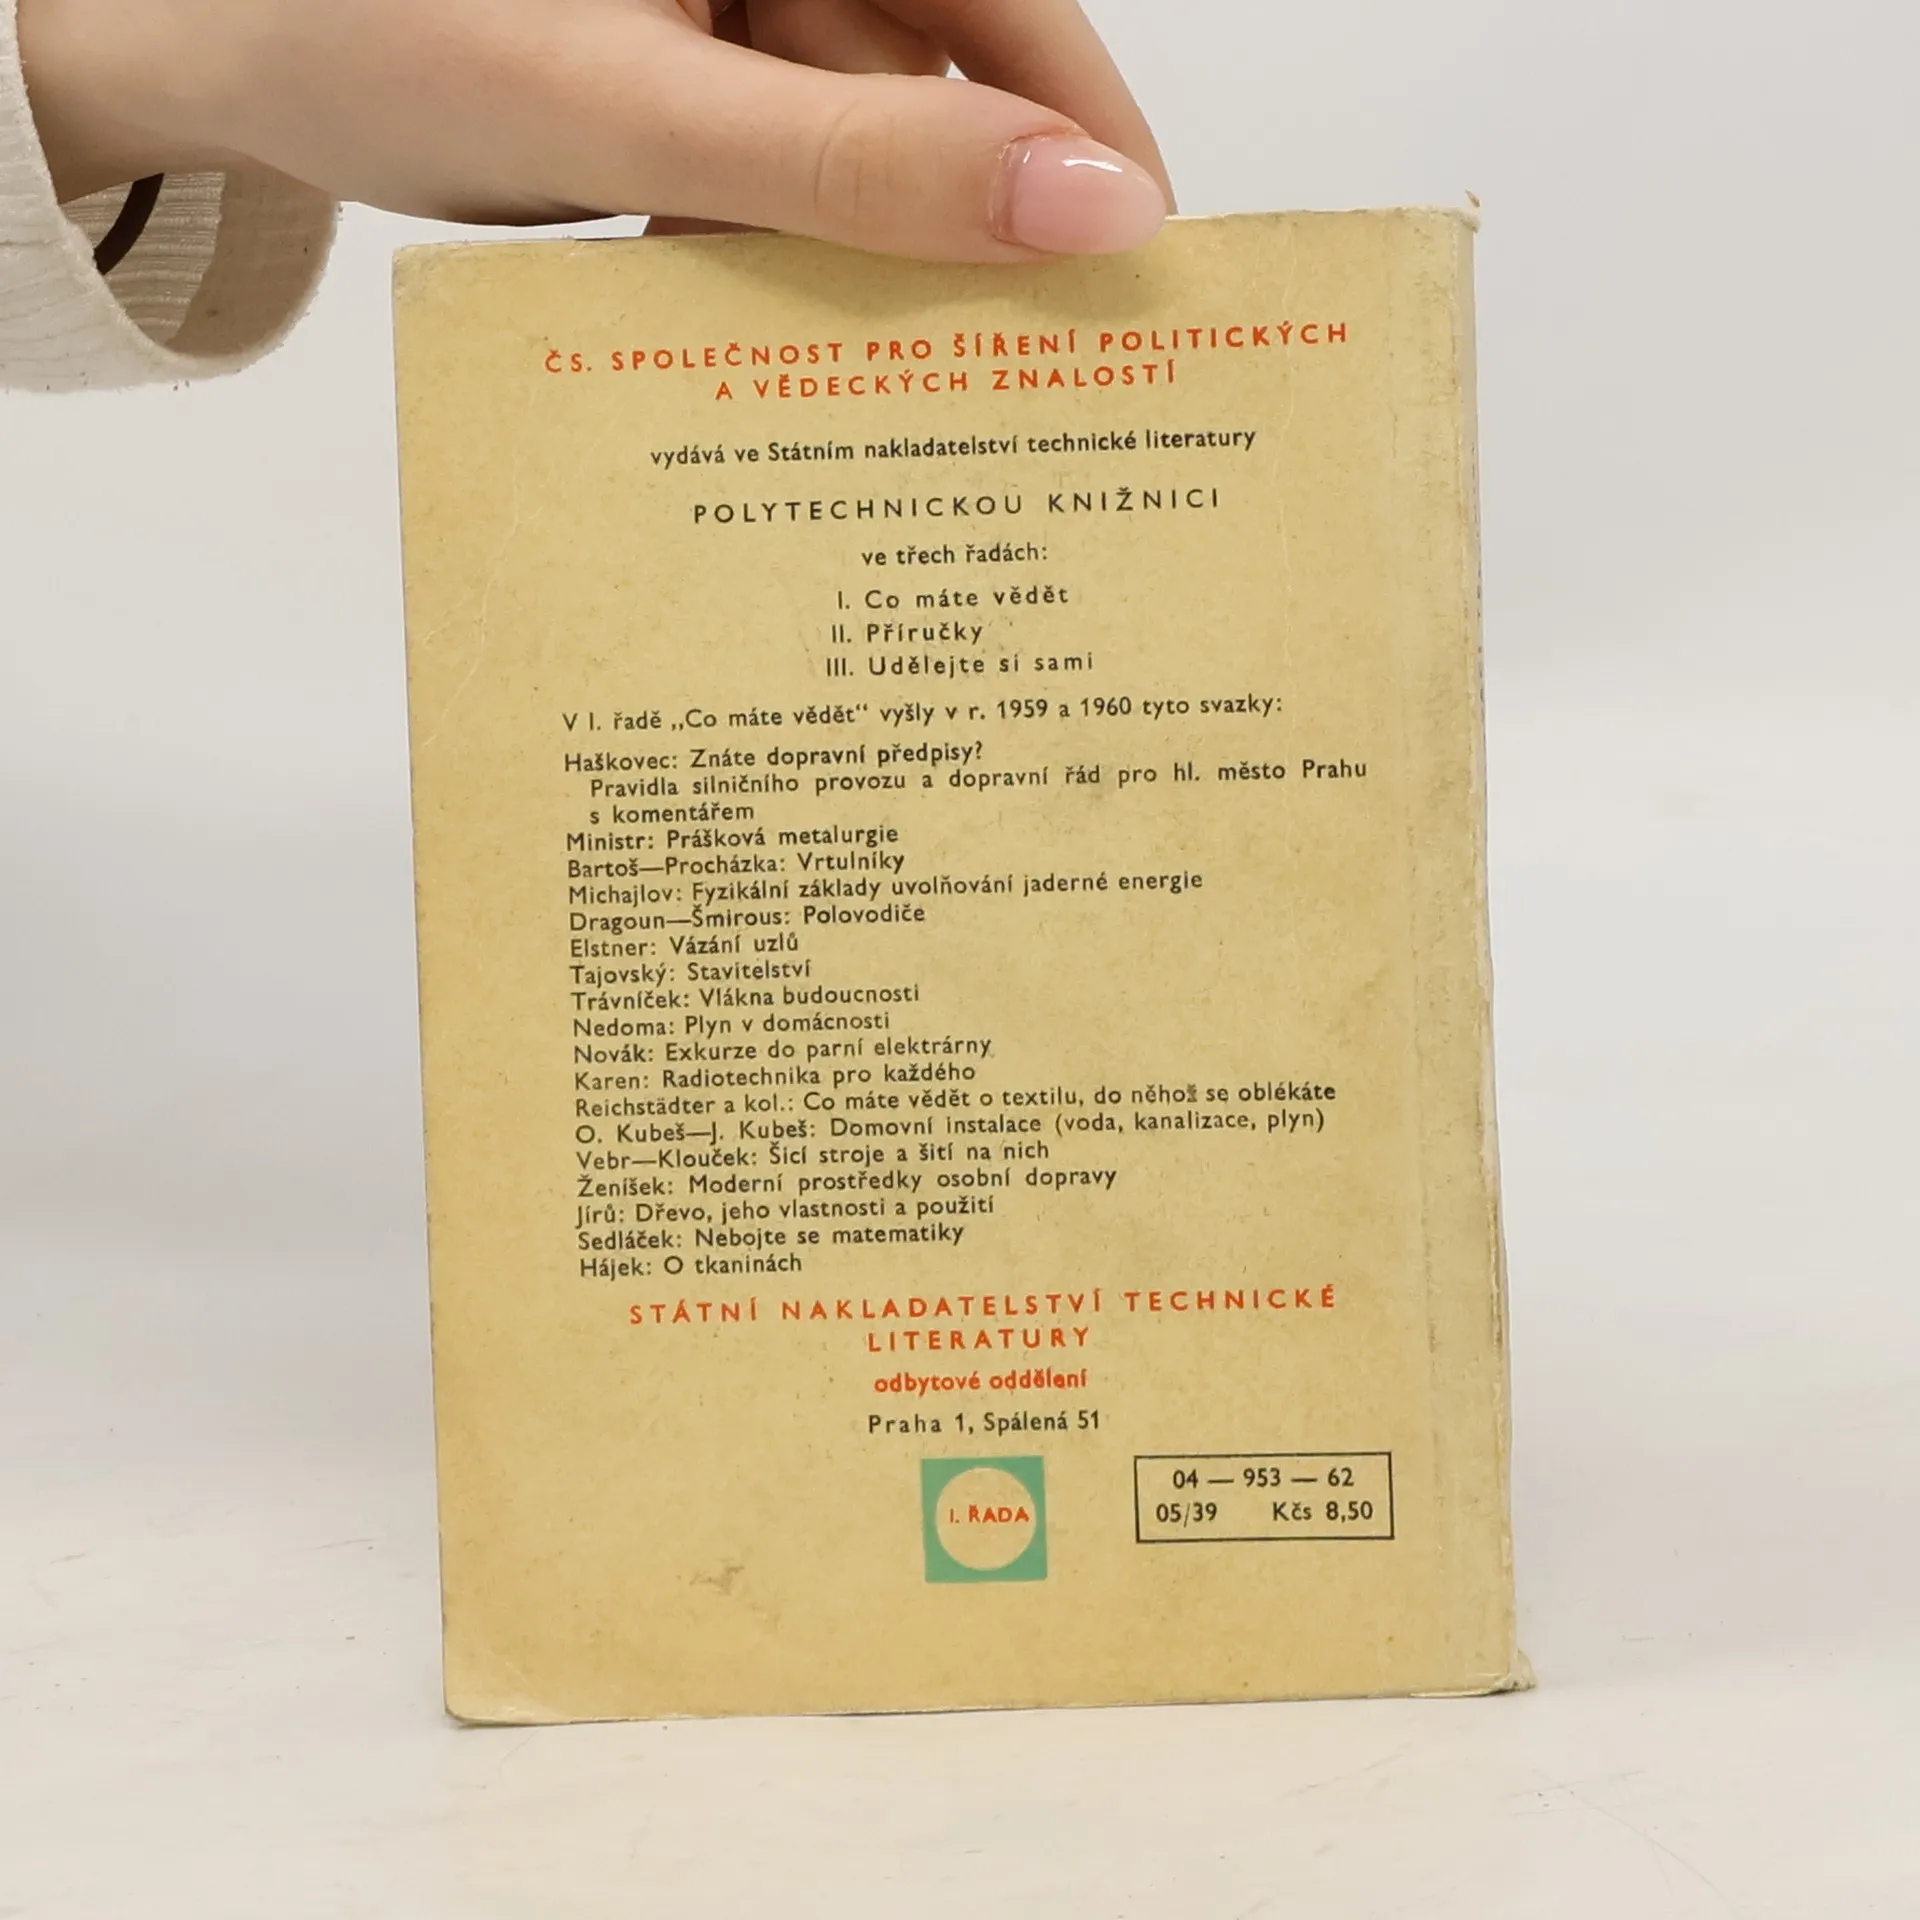 ČS. SPOLEČNOST PRO ŠÍŘENÍ POLITICKÝCH
A VĚDECKÝCH ZNALOSTÍ
vydává ve Státním nakladatelství technické literatury
POLYTECHNICKOU KNIŽNICI
ve třech řadách:
I. Co máte vědět
II. Příručky
III. Udělejte si sami
V I. řadě „Co máte vědět“ vyšly v r. 1959 a 1960 tyto svazky:
Haškovec: Znáte dopravní předpisy?
Pravidla silničního provozu a dopravní řád pro hl. město Prahu
s komentářem
Ministr: Prášková metalurgie
Bartoš—Procházka: Vrtulníky
Michajlov: Fyzikální základy uvolňování jaderné energie
Dragoun—Šmirous: Polovodiče
Elstner: Vázání uzlů
Tajovský: Stavitelství
Trávníček: Vlákna budoucnosti
Nedoma: Plyn v domácnosti
Novák: Exkurze do parní elektrárny
Karen: Radiotechnika pro každého
Reichstädter a kol.: Co máte vědět o textilu, do něhož se oblékáte
O. Kubeš—J. Kubeš: Domovní instalace (voda, kanalizace, plyn)
Vebr—Klouček: Šicí stroje a šití na nich
Ženíšek: Moderní prostředky osobní dopravy
Jírů: Dřevo, jeho vlastnosti a použití
Sedláček: Nebojte se matematiky
Hájek: O tkaninách
STÁTNÍ NAKLADATELSTVÍ TECHNICKÉ
LITERATURY
odbytové oddělení
Praha 1, Spálená 51
I. ŘADA
04 — 953 — 62
05/39 Kčs 8,50